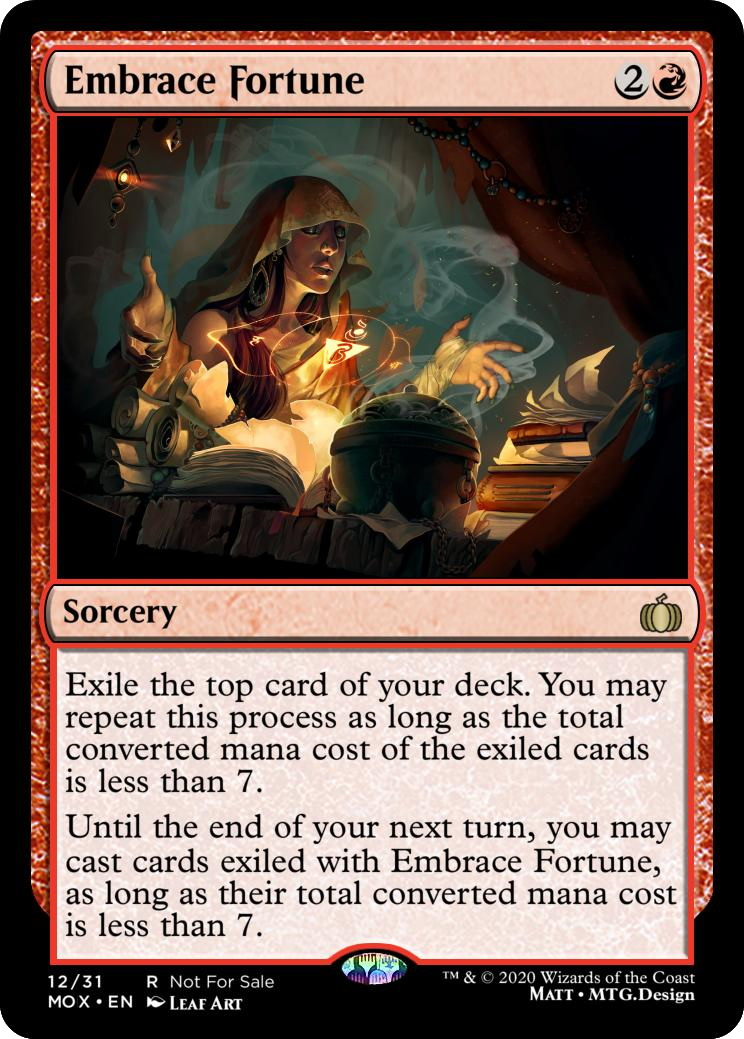 Embrace Fortune 2
Sorcery
Exile the top card of your deck. You may
repeat this process as long as the total
converted mana cost of the exiled cards
is less than 7.
Until the end of your next turn, you may
cast cards exiled with Embrace Fortune,
as long as their total converted mana cost
is less than 7.
12/31 R Not For Sale
MOX • EN Leaf Art
™ & © 2020 Wizards of the Coast
Matt • MTG.Design